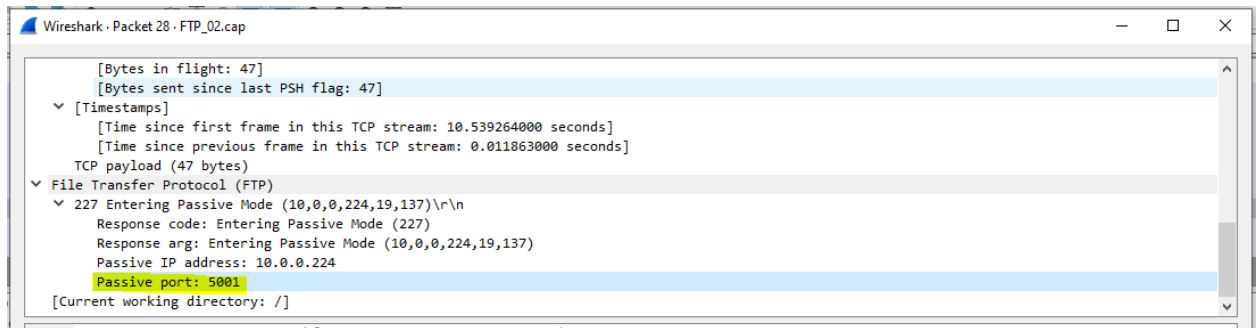 Wireshark · Packet 28 · FTP_02.cap
[Bytes in flight: 47]
[Bytes sent since last PSH flag: 47]
[Timestamps]
[Time since first frame in this TCP stream: 10.539264000 seconds]
[Time since previous frame in this TCP stream: 0.011863000 seconds]
TCP payload (47 bytes)
File Transfer Protocol (FTP)
227 Entering Passive Mode (10,0,0,224,19,137)\r\n
Response code: Entering Passive Mode (227)
Response arg: Entering Passive Mode (10,0,0,224,19,137)
Passive IP address: 10.0.0.224
Passive port: 5001
[Current working directory: /]